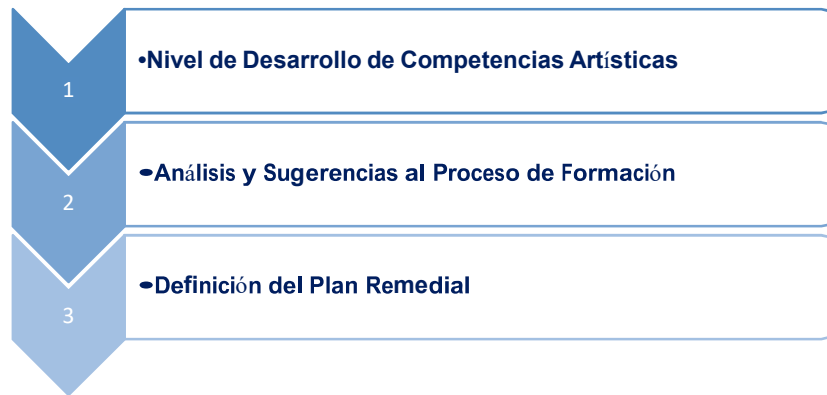 1
•Nivel de Desarrollo de Competencias Artísticas
2
•Análisis y Sugerencias al Proceso de Formación
3
•Definición del Plan Remedial